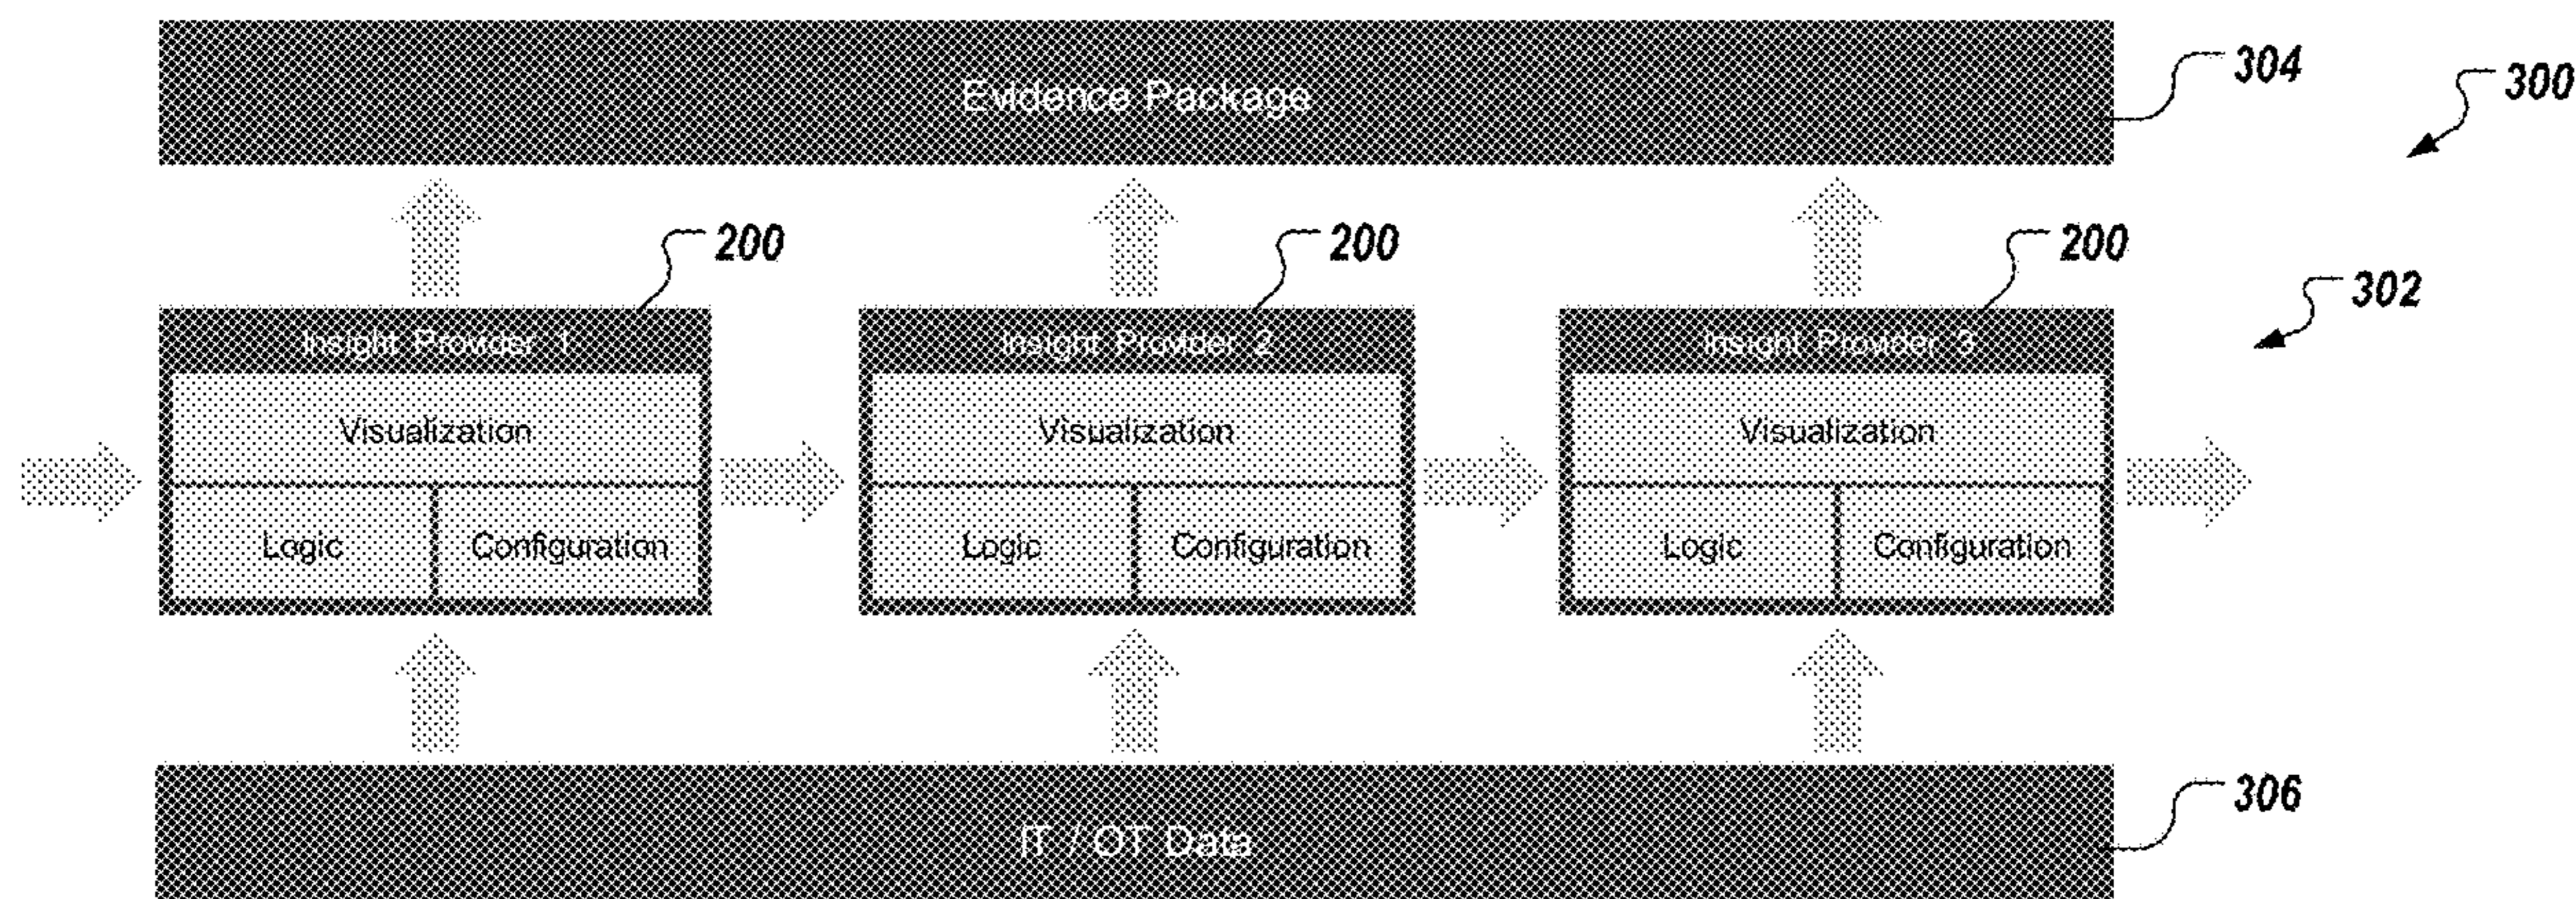 Evidence Package
304
300
200
200
200
302
Insight Provider 1
Insight Provider 2
Insight Provider 3
Visualization
Visualization
Visualization
Logic
Configuration
Logic
Configuration
Logic
Configuration
306
IT / OT Data